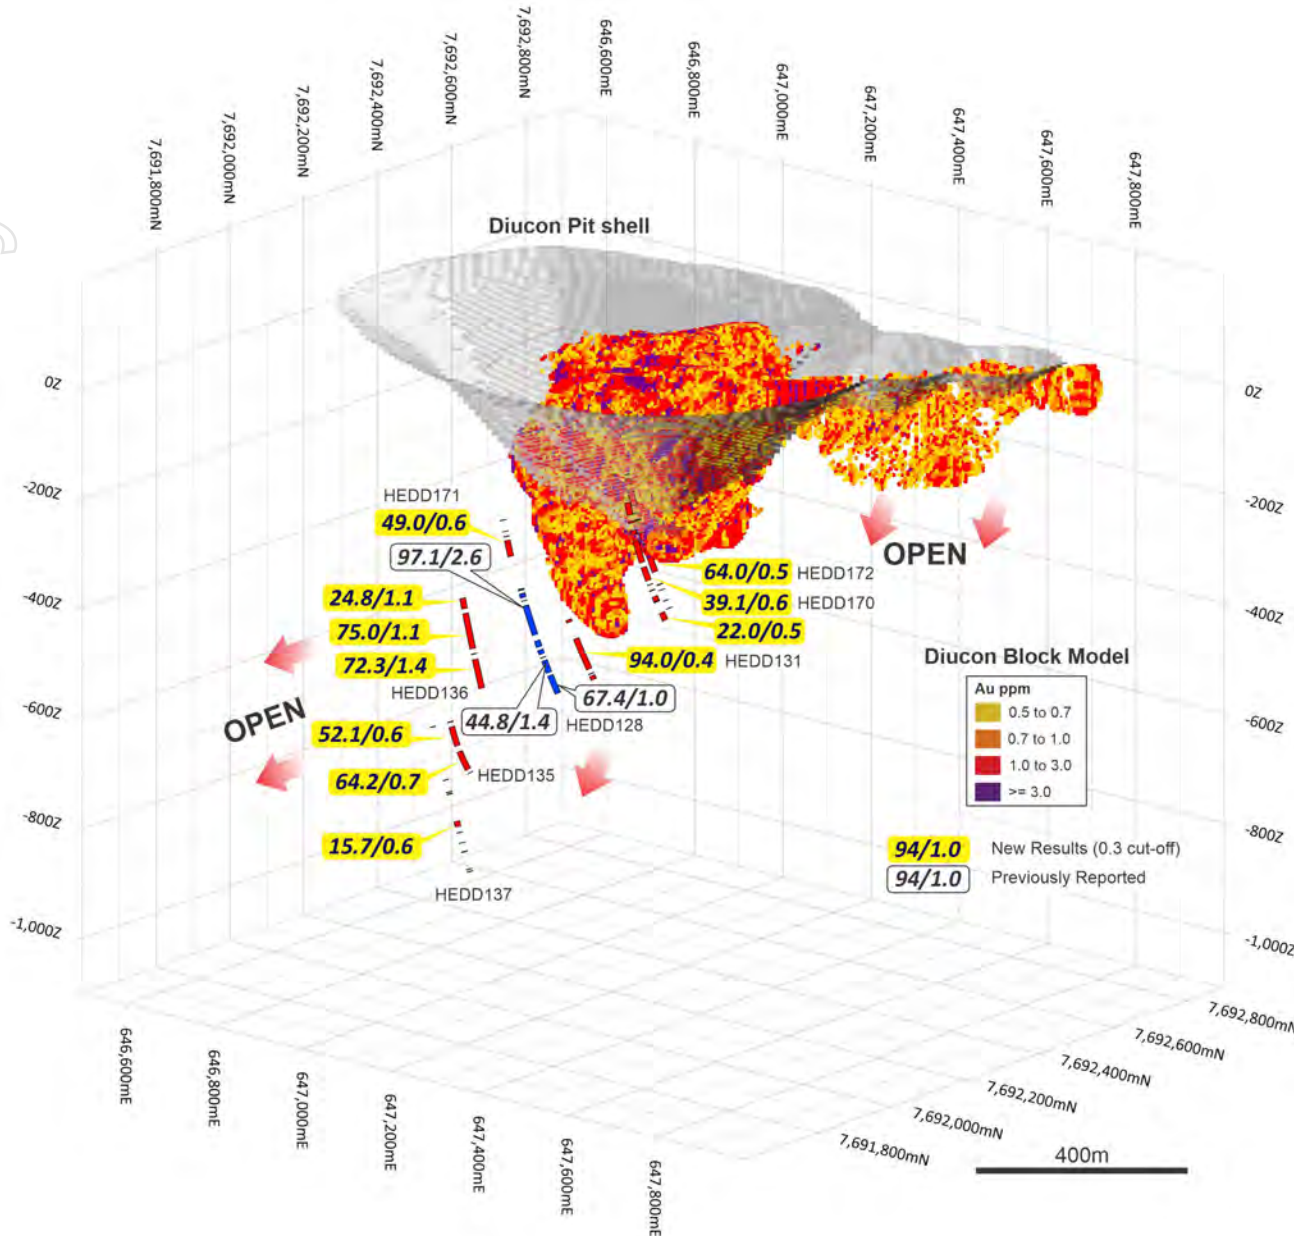 7,691,800mN
7,692,000mN
7,692,200mN
7,692,400mN
7,692,600mN
7,692,800mN
646,600mE
646,800mE
647,000mE
647,200mE
647,400mE
647,600mE
647,800mE
Diucon Pit shell
0Z
-200Z
-400Z
-600Z
-800Z
-1,000Z
0Z
-200Z
-400Z
-600Z
-800Z
-1,000Z
HEDD171
49.0/0.6
97.1/2.6
24.8/1.1
75.0/1.1
72.3/1.4
HEDD136
OPEN
52.1/0.6
64.2/0.7
HEDD135
15.7/0.6
HEDD137
44.8/1.4
67.4/1.0
HEDD128
64.0/0.5 HEDD172
39.1/0.6 HEDD170
22.0/0.5
94.0/0.4 HEDD131
OPEN
Diucon Block Model
Au ppm
0.5 to 0.7
0.7 to 1.0
1.0 to 3.0
>= 3.0
94/1.0 New Results (0.3 cut-off)
94/1.0 Previously Reported
646,600mE
646,800mE
647,000mE
647,200mE
647,400mE
647,600mE
647,800mE
7,691,800mN
7,692,000mN
7,692,200mN
7,692,400mN
7,692,600mN
7,692,800mN
400m